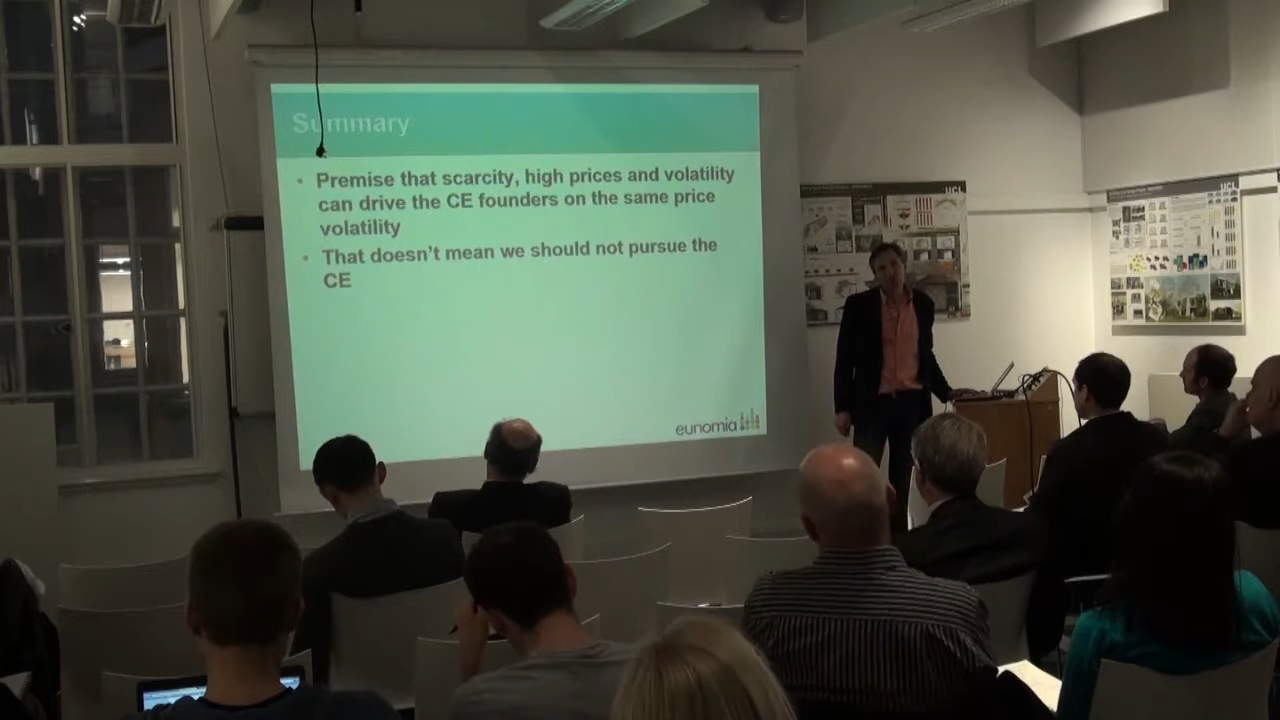 Summary
• Premise that scarcity, high prices and volatility
can drive the CE founders on the same price
volatility
• That doesn't mean we should not pursue the
CE
eunomia
UCL
UCL